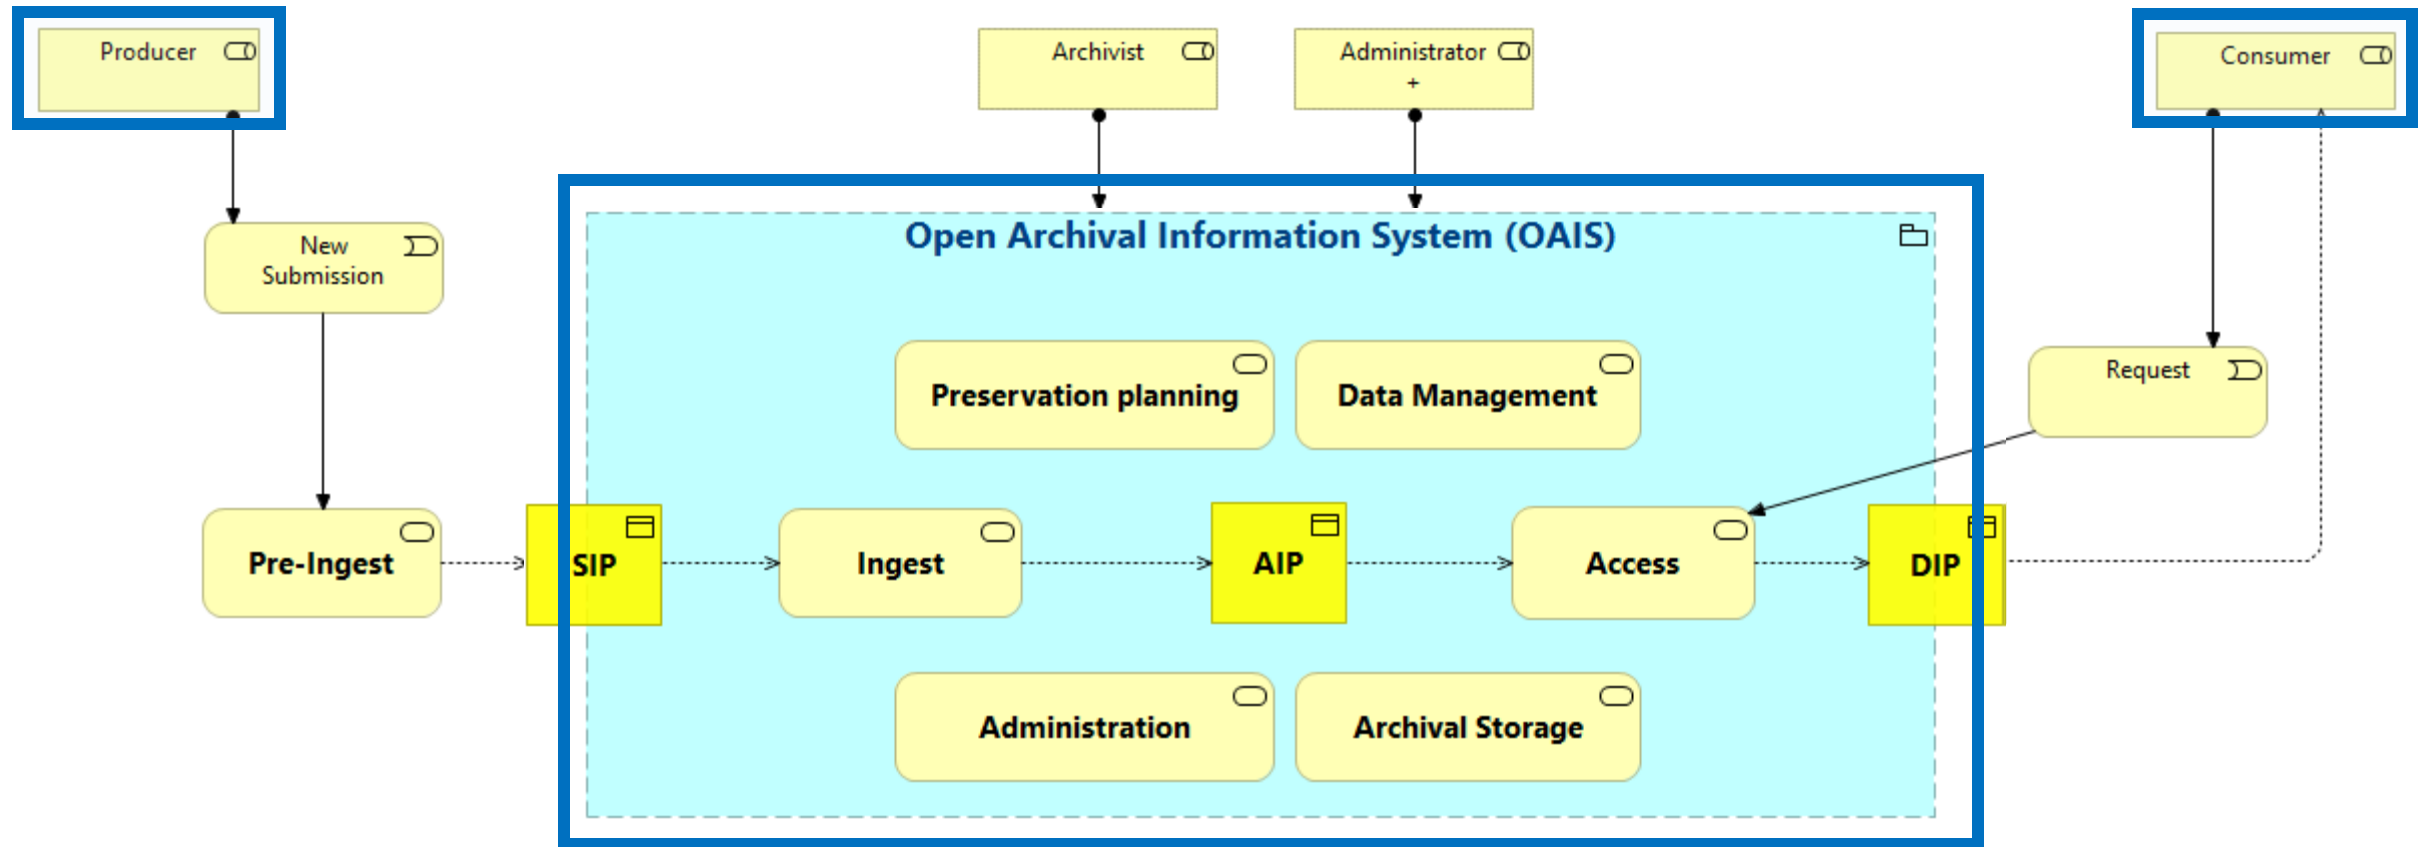 Producer
Archivist
Administrator
+
Consumer
New
Submission
Open Archival Information System (OAIS)
Preservation planning
Data Management
Request
Pre-Ingest
SIP
Ingest
AIP
Access
DIP
Administration
Archival Storage